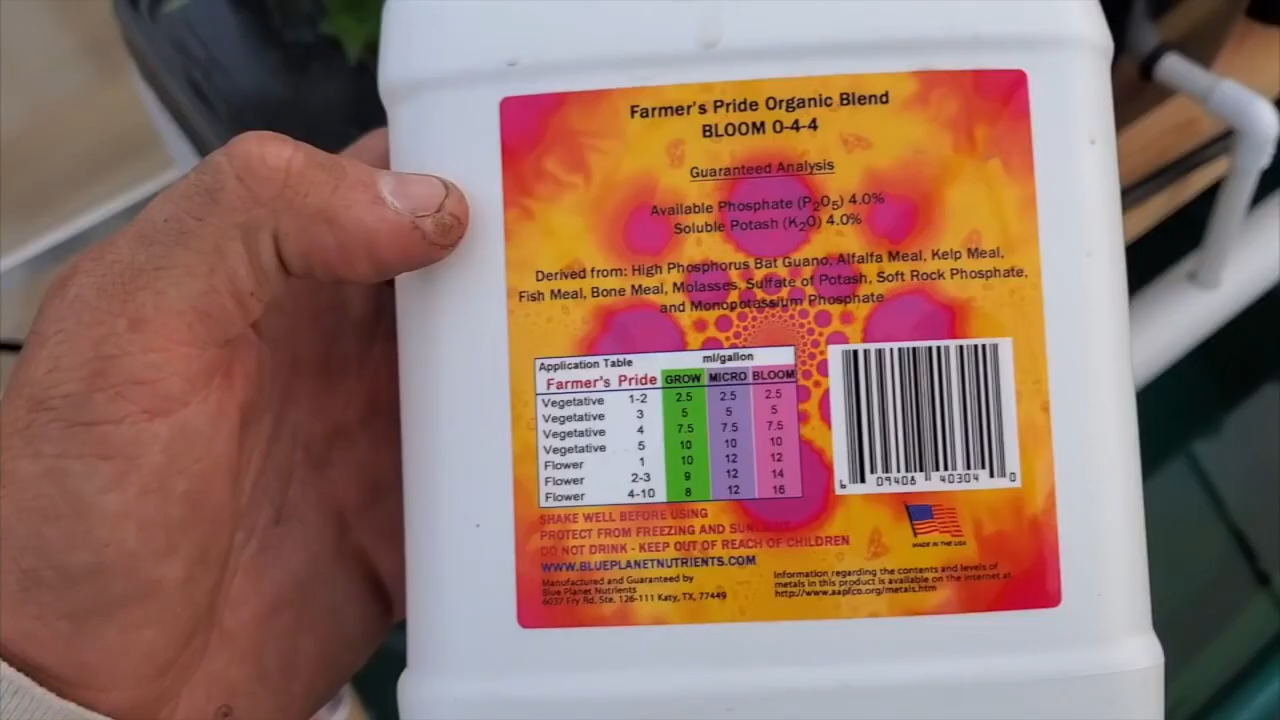 Farmer's Pride Organic Blend
BLOOM 0-4-4
Guaranteed Analysis
Available Phosphate (P2O5) 4.0%
Soluble Potash (K2O) 4.0%
Derived from: High Phosphorus Bat Guano, Alfalfa Meal, Kelp Meal,
Fish Meal, Bone Meal, Molasses, Sulfate of Potash, Soft Rock Phosphate,
and Monopotassium Phosphate
Application Table ml/gallon
Farmer's Pride GROW MICRO BLOOM
Vegetative 1-2 2.5 2.5 2.5
Vegetative 3 5 5 5
Vegetative 4 7.5 7.5 7.5
Vegetative 5 10 10 10
Flower 1 10 12 12
Flower 2-3 9 12 14
Flower 4-10 8 12 16
6 09408 40304 0
SHAKE WELL BEFORE USING
PROTECT FROM FREEZING AND SUNLIGHT
DO NOT DRINK - KEEP OUT OF REACH OF CHILDREN
WWW.BLUEPLANETNUTRIENTS.COM
MADE IN THE USA
Manufactured and Guaranteed by
Blue Planet Nutrients
6037 Fry Rd, Ste. 126-111 Katy, TX, 77449
Information regarding the contents and levels of
metals in this product is available on the internet at
http://www.aapfco.org/metals.htm